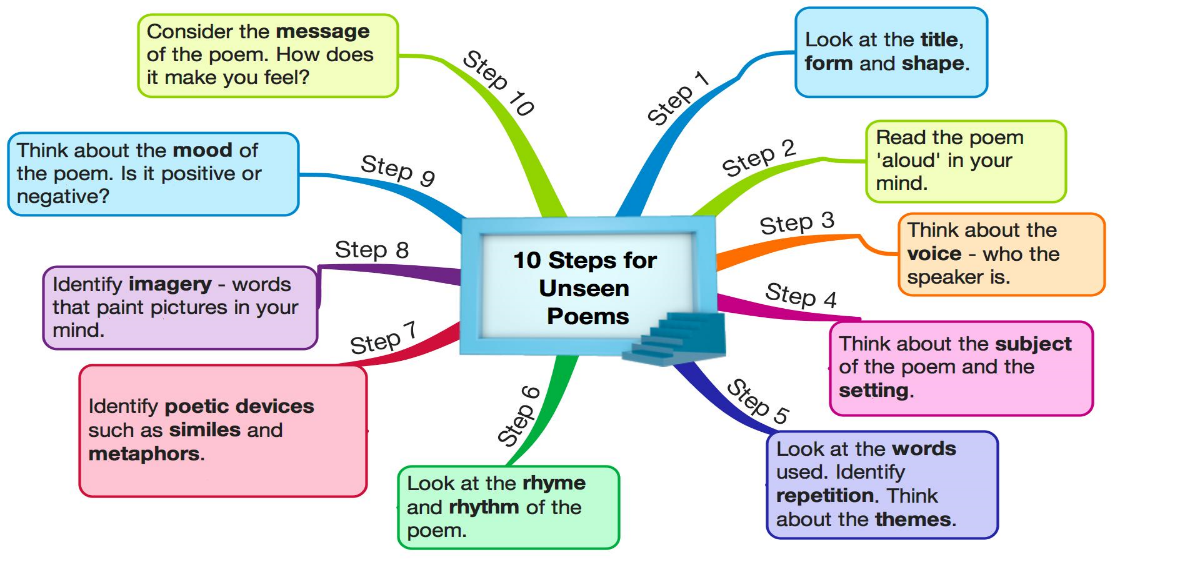 10 Steps for
Unseen
Poems
Step 1
Look at the title,
form and shape.
Step 2
Read the poem
'aloud' in your
mind.
Step 3
Think about the
voice - who the
speaker is.
Step 4
Think about the subject
of the poem and the
setting.
Step 5
Look at the words
used. Identify
repetition. Think
about the themes.
Step 6
Look at the rhyme
and rhythm of the
poem.
Step 7
Identify poetic devices
such as similes and
metaphors.
Step 8
Identify imagery - words
that paint pictures in your
mind.
Step 9
Think about the mood of
the poem. Is it positive or
negative?
Step 10
Consider the message
of the poem. How does
it make you feel?